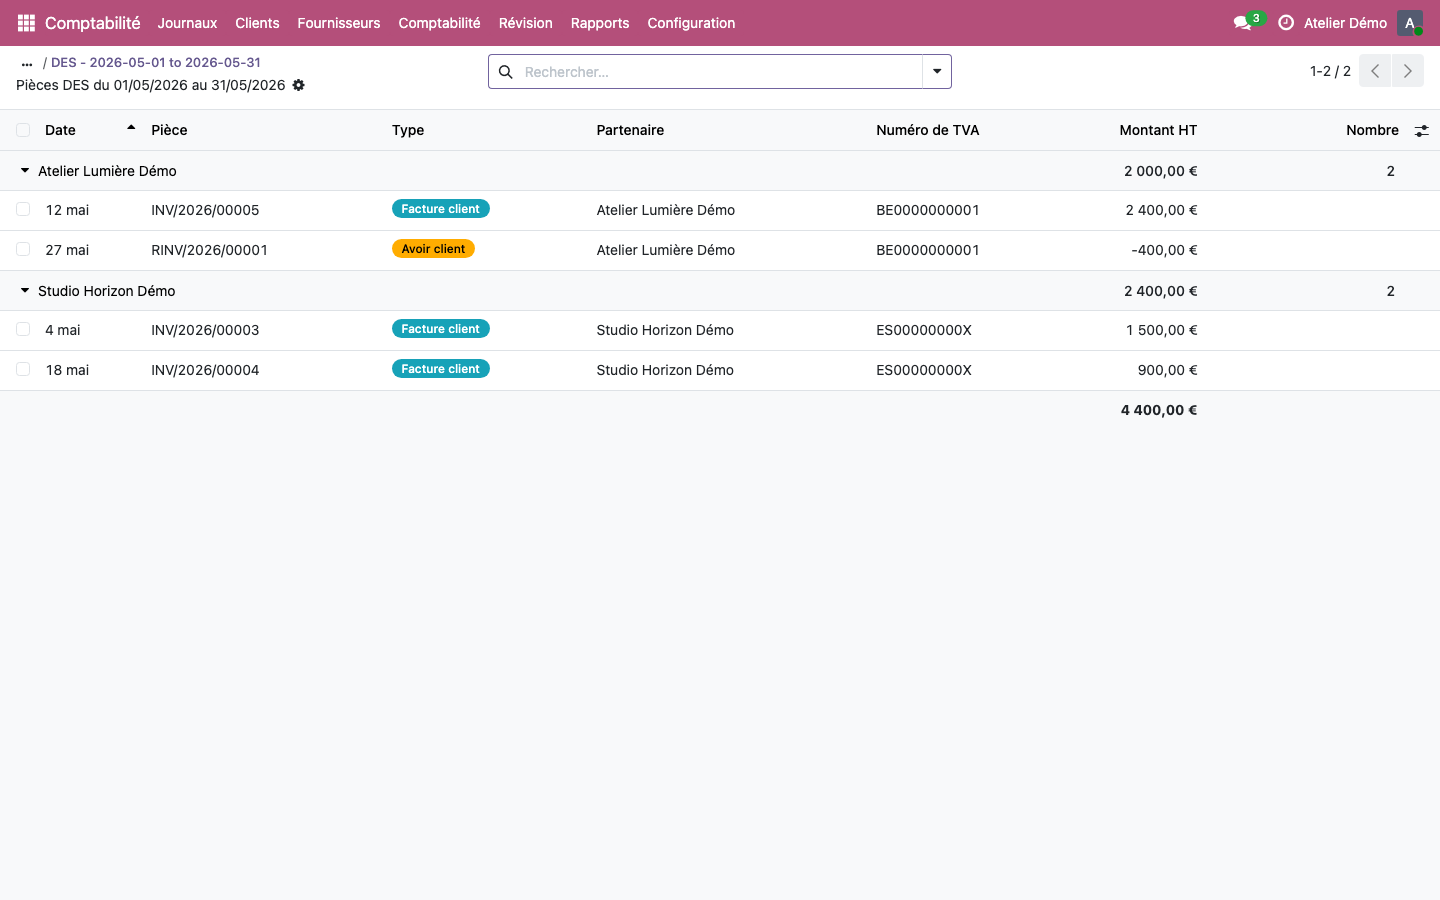 Comptabilité Journaux Clients Fournisseurs Comptabilité Révision Rapports Configuration 3 Atelier Démo A
... / DES - 2026-05-01 to 2026-05-31
Pièces DES du 01/05/2026 au 31/05/2026
Rechercher...
1-2 / 2
Date Pièce Type Partenaire Numéro de TVA Montant HT Nombre
Atelier Lumière Démo 2 000,00 € 2
12 mai INV/2026/00005 Facture client Atelier Lumière Démo BE0000000001 2 400,00 €
27 mai RINV/2026/00001 Avoir client Atelier Lumière Démo BE0000000001 -400,00 €
Studio Horizon Démo 2 400,00 € 2
4 mai INV/2026/00003 Facture client Studio Horizon Démo ES00000000X 1 500,00 €
18 mai INV/2026/00004 Facture client Studio Horizon Démo ES00000000X 900,00 €
4 400,00 €